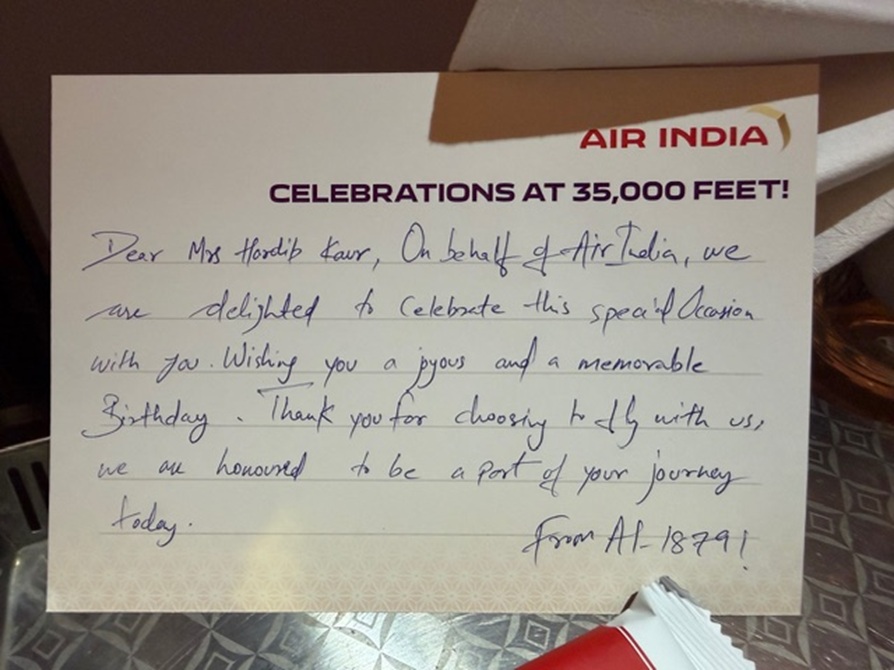 AIR INDIA
CELEBRATIONS AT 35,000 FEET!
Dear Mrs Hardib Kaur, On behalf of Air India, we
are delighted to Celebrate this special Occasion
with you. Wishing you a joyous and a memorable
Birthday. Thank you for choosing to fly with us,
we are honoured to be a part of your journey
today.
From AI-1879!